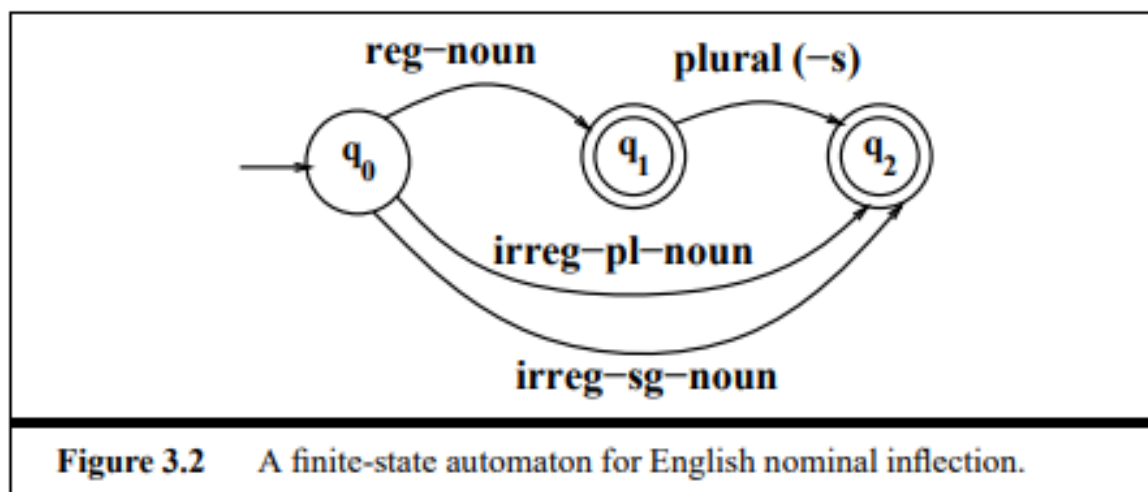 reg−noun
plural (−s)
q0
q1
q2
irreg−pl−noun
irreg−sg−noun
Figure 3.2 A finite-state automaton for English nominal inflection.